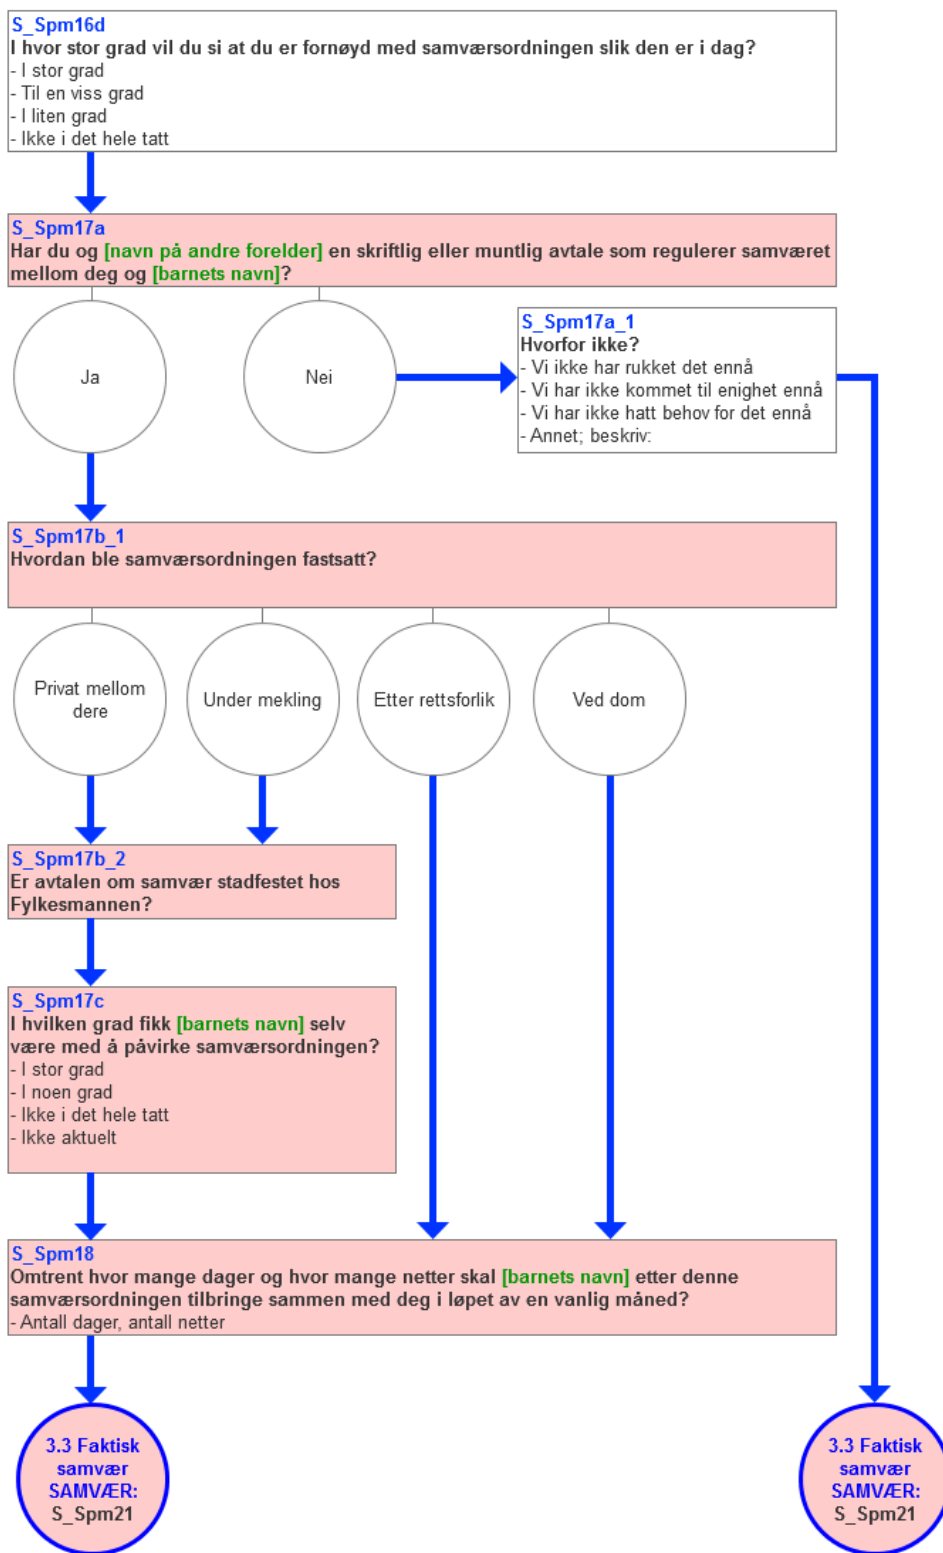 S_Spm16d
I hvor stor grad vil du si at du er fornøyd med samværsordningen slik den er i dag?
- I stor grad
- Til en viss grad
- I liten grad
- Ikke i det hele tatt
S_Spm17a
Har du og [navn på andre forelder] en skriftlig eller muntlig avtale som regulerer samværet
mellom deg og [barnets navn]?
Ja
Nei
S_Spm17a_1
Hvorfor ikke?
- Vi ikke har rukket det ennå
- Vi har ikke kommet til enighet ennå
- Vi har ikke hatt behov for det ennå
- Annet; beskriv:
S_Spm17b_1
Hvordan ble samværsordningen fastsatt?
Privat mellom
dere
Under mekling
Etter rettsforlik
Ved dom
S_Spm17b_2
Er avtalen om samvær stadfestet hos
Fylkesmannen?
S_Spm17c
I hvilken grad fikk [barnets navn] selv
være med å påvirke samværsordningen?
- I stor grad
- I noen grad
- Ikke i det hele tatt
- Ikke aktuelt
S_Spm18
Omtrent hvor mange dager og hvor mange netter skal [barnets navn] etter denne
samværsordningen tilbringe sammen med deg i løpet av en vanlig måned?
- Antall dager, antall netter
3.3 Faktisk
samvær
SAMVÆR:
S_Spm21
3.3 Faktisk
samvær
SAMVÆR:
S_Spm21